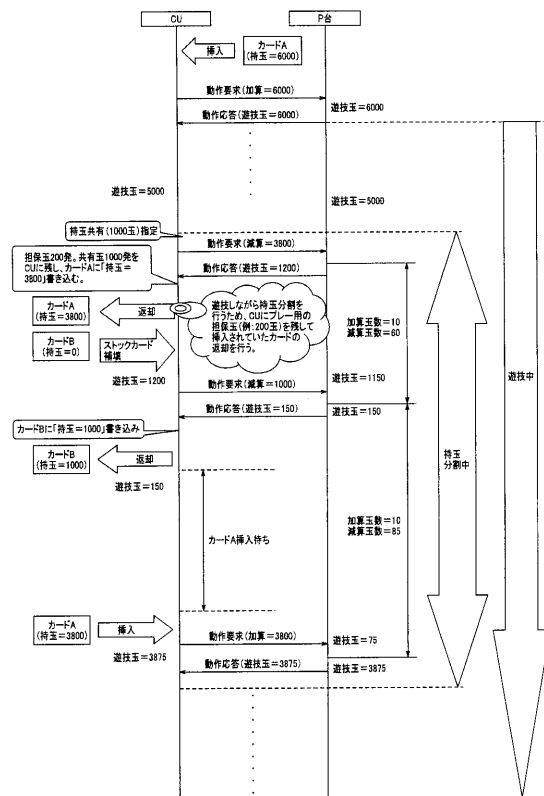 CU
P台
挿入
カードA
(持玉=6000)
動作要求(加算=6000)
遊技玉=6000
動作応答(遊技玉=6000)
遊技玉=5000
遊技玉=5000
持玉共有(1000玉)指定
動作要求(減算=3800)
担保玉200発。共有玉1000発を
CUに残し、カードAに「持玉=
3800」書き込む。
動作応答(遊技玉=1200)
カードA
(持玉=3800)
返却
遊技しながら持玉分割を
行うため、CUにプレー用の
担保玉(例:200玉)を残して
挿入されていたカードの
返却を行う。
加算玉数=10
減算玉数=60
カードB
(持玉=0)
ストックカード
補填
遊技玉=1200
遊技玉=1150
動作要求(減算=1000)
動作応答(遊技玉=150)
遊技玉=150
カードBに「持玉=1000」書き込み
カードB
(持玉=1000)
返却
遊技玉=150
カードA挿入待ち
加算玉数=10
減算玉数=85
持玉
分割中
遊技中
カードA
(持玉=3800)
挿入
動作要求(加算=3800)
遊技玉=75
遊技玉=3875
動作応答(遊技玉=3875)
遊技玉=3875